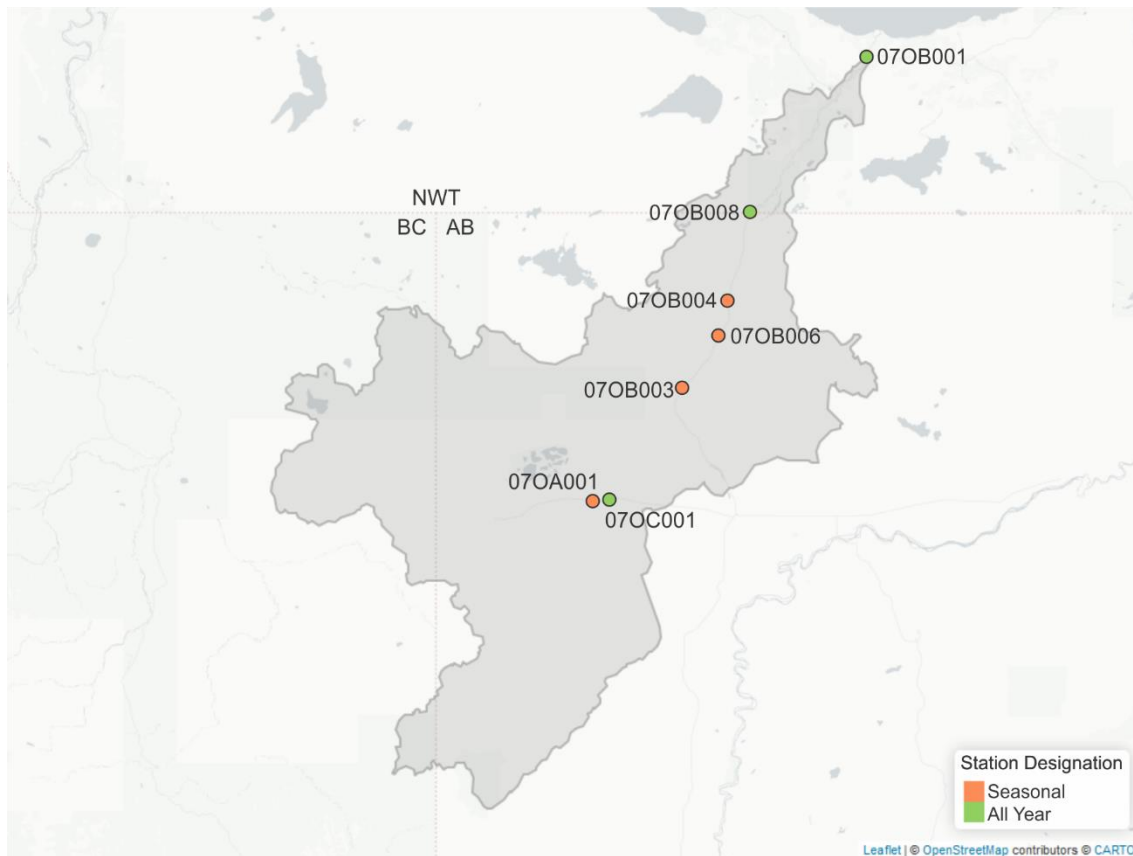 07OB001
NWT
BC AB
07OB008
07OB004
07OB006
07OB003
07OA001
07OC001
Station Designation
Seasonal
All Year
Leaflet | © OpenStreetMap contributors © CARTO